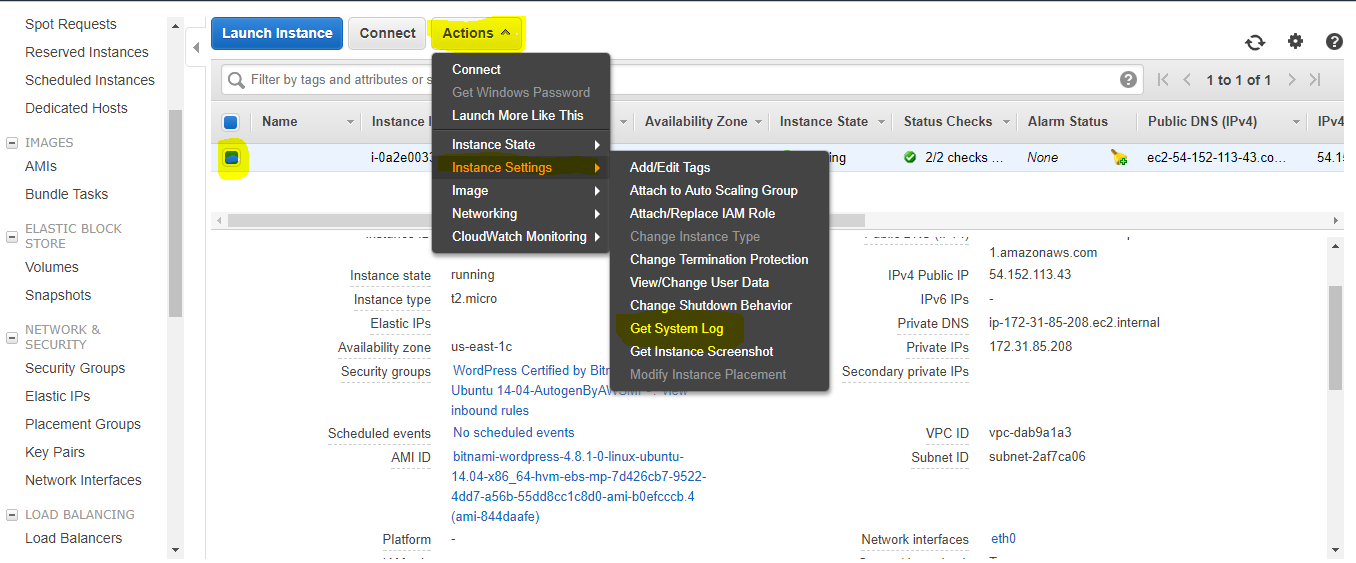 Spot Requests
Reserved Instances
Scheduled Instances
Dedicated Hosts
IMAGES
AMIs
Bundle Tasks
ELASTIC BLOCK
STORE
Volumes
Snapshots
NETWORK &
SECURITY
Security Groups
Elastic IPs
Placement Groups
Key Pairs
Network Interfaces
LOAD BALANCING
Load Balancers
Launch Instance Connect Actions
Filter by tags and attributes or s
1 to 1 of 1
Name Instance Availability Zone Instance State Status Checks Alarm Status Public DNS (IPv4) IPv4
i-0a2e003 2/2 checks ... None ec2-54-152-113-43.co... 54.1
Connect
Get Windows Password
Launch More Like This
Instance State
Instance Settings
Image
Networking
CloudWatch Monitoring
Add/Edit Tags
Attach to Auto Scaling Group
Attach/Replace IAM Role
Change Instance Type
Change Termination Protection
View/Change User Data
Change Shutdown Behavior
Get System Log
Get Instance Screenshot
Modify Instance Placement
Instance state running
Instance type t2.micro
Elastic IPs
Availability zone us-east-1c
Security groups WordPress Certified by Bitn
Ubuntu 14-04-AutogenByAWSMP-
inbound rules
Scheduled events No scheduled events
AMI ID bitnami-wordpress-4.8.1-0-linux-ubuntu-
14.04-x86_64-hvm-ebs-mp-7d426cb7-9522-
4dd7-a56b-55dd8cc1c8d0-ami-b0efcccb.4
(ami-844daafe)
Platform -
1.amazonaws.com
IPv4 Public IP 54.152.113.43
IPv6 IPs -
Private DNS ip-172-31-85-208.ec2.internal
Private IPs 172.31.85.208
Secondary private IPs
VPC ID vpc-dab9a1a3
Subnet ID subnet-2af7ca06
Network interfaces eth0